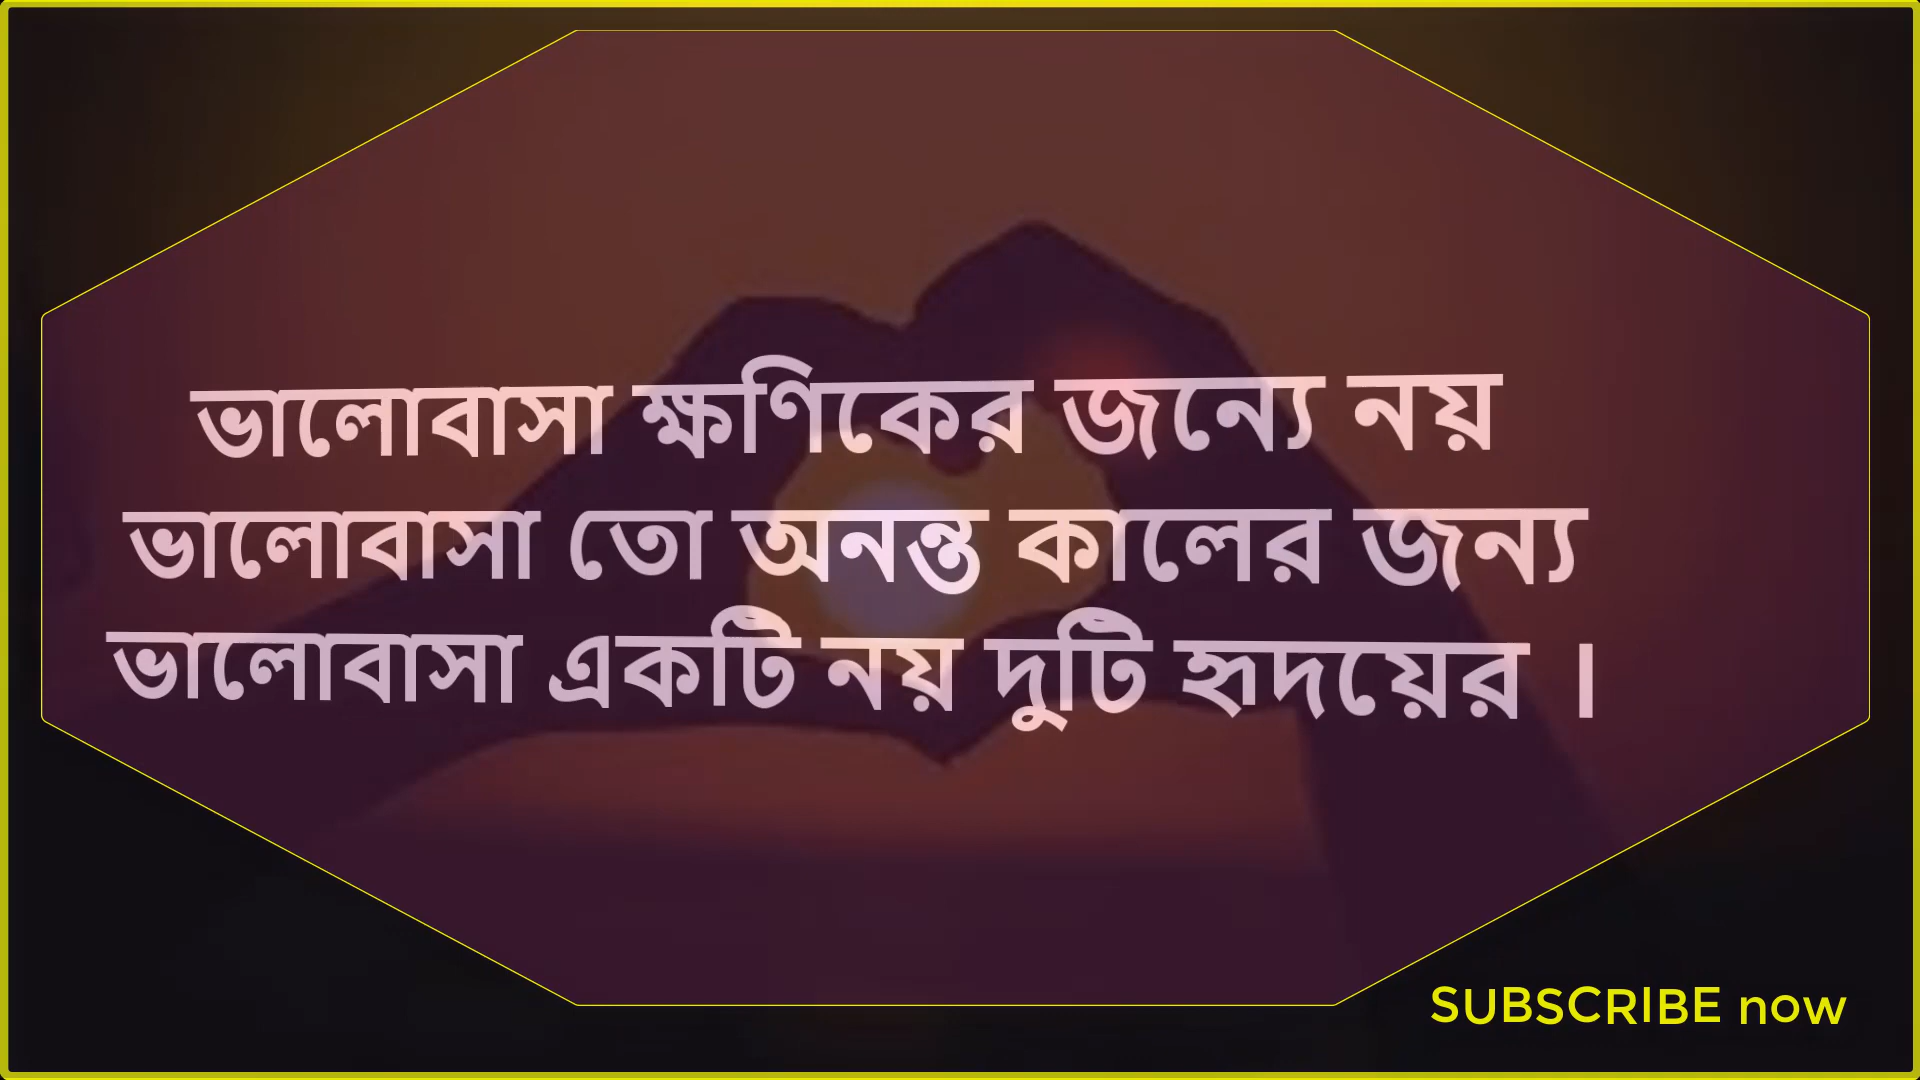 ভালোবাসা ক্ষণিকের জন্যে নয়
ভালোবাসা তো অনন্ত কালের জন্য
ভালোবাসা একটি নয় দুটি হৃদয়ের ।
SUBSCRIBE now